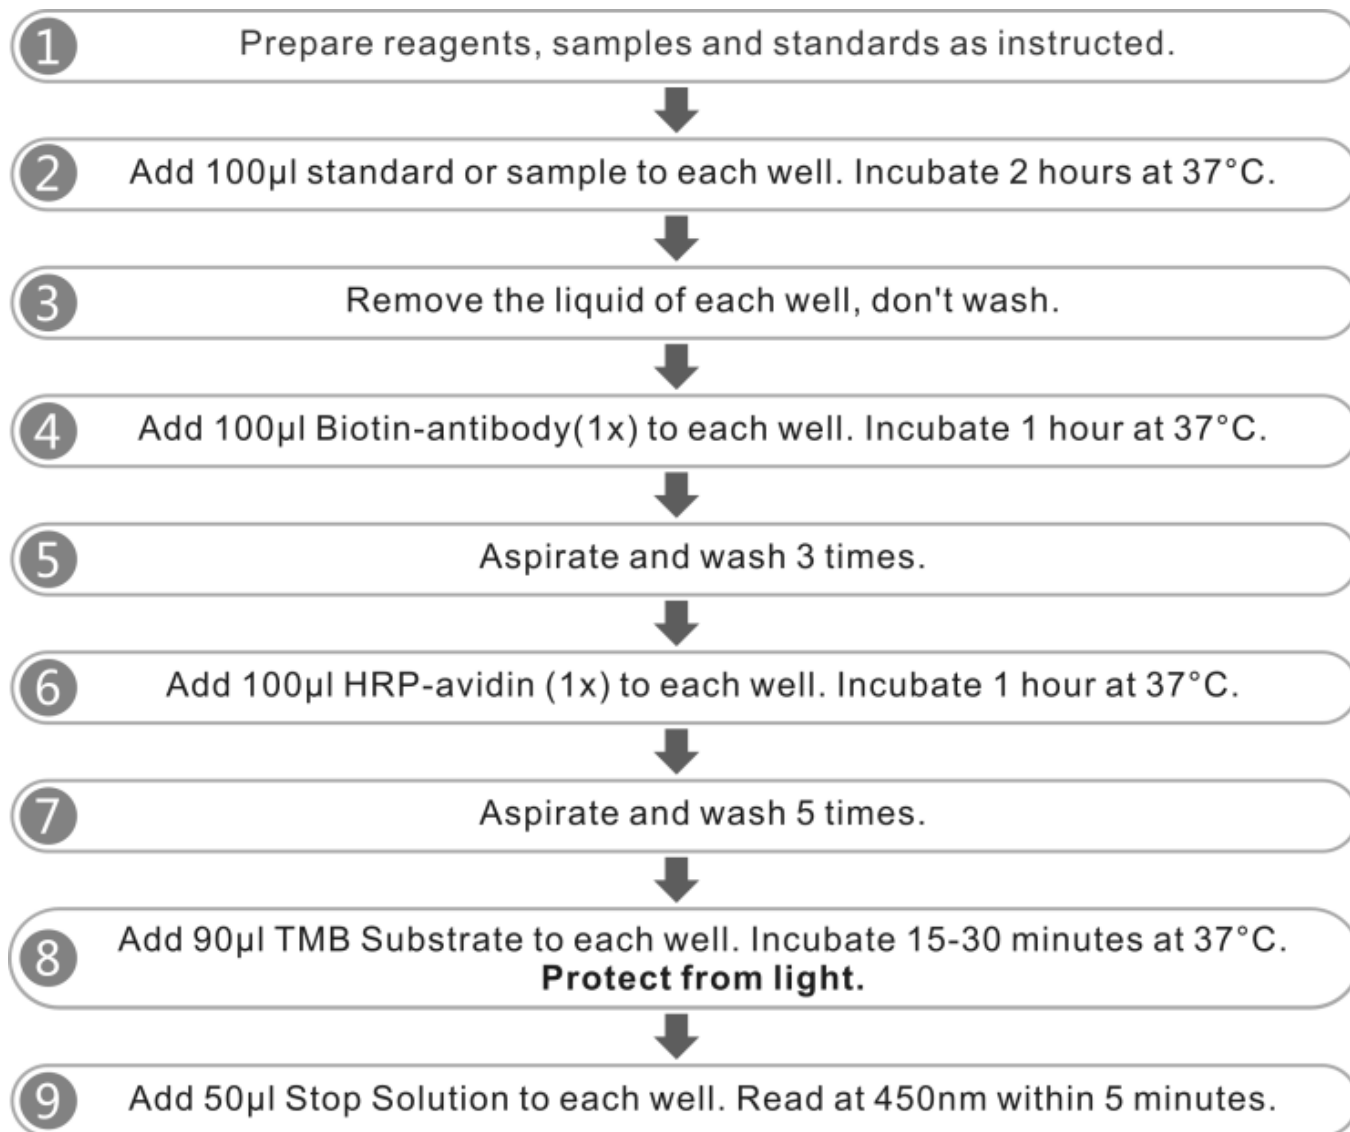 1 Prepare reagents, samples and standards as instructed.
2 Add 100µl standard or sample to each well. Incubate 2 hours at 37°C.
3 Remove the liquid of each well, don't wash.
4 Add 100µl Biotin-antibody(1x) to each well. Incubate 1 hour at 37°C.
5 Aspirate and wash 3 times.
6 Add 100µl HRP-avidin (1x) to each well. Incubate 1 hour at 37°C.
7 Aspirate and wash 5 times.
8 Add 90µl TMB Substrate to each well. Incubate 15-30 minutes at 37°C.
Protect from light.
9 Add 50µl Stop Solution to each well. Read at 450nm within 5 minutes.